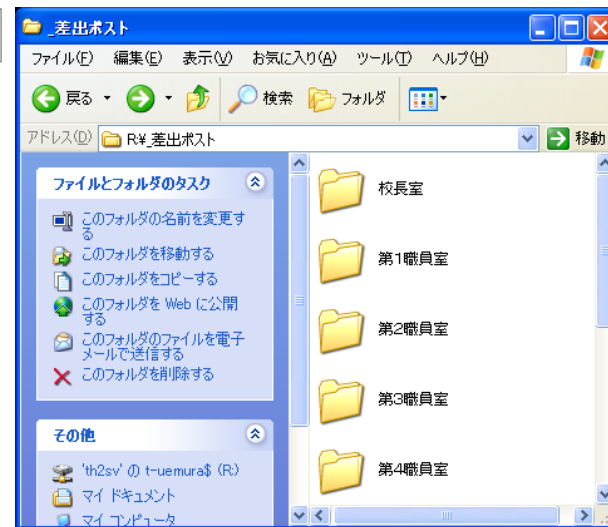 _差出ポスト
ファイル(F) 編集(E) 表示(V) お気に入り(A) ツール(T) ヘルプ(H)
戻る 検索 フォルダ
アドレス(D) R:¥_差出ポスト 移動
ファイルとフォルダのタスク
このフォルダの名前を変更す
る
このフォルダを移動する
このフォルダをコピーする
このフォルダを Web に公開
する
このフォルダのファイルを電子
メールで送信する
このフォルダを削除する
その他
'th2sv' の t-uemura$ (R:)
マイ ドキュメント
マイ コンピュータ
校長室
第1職員室
第2職員室
第3職員室
第4職員室